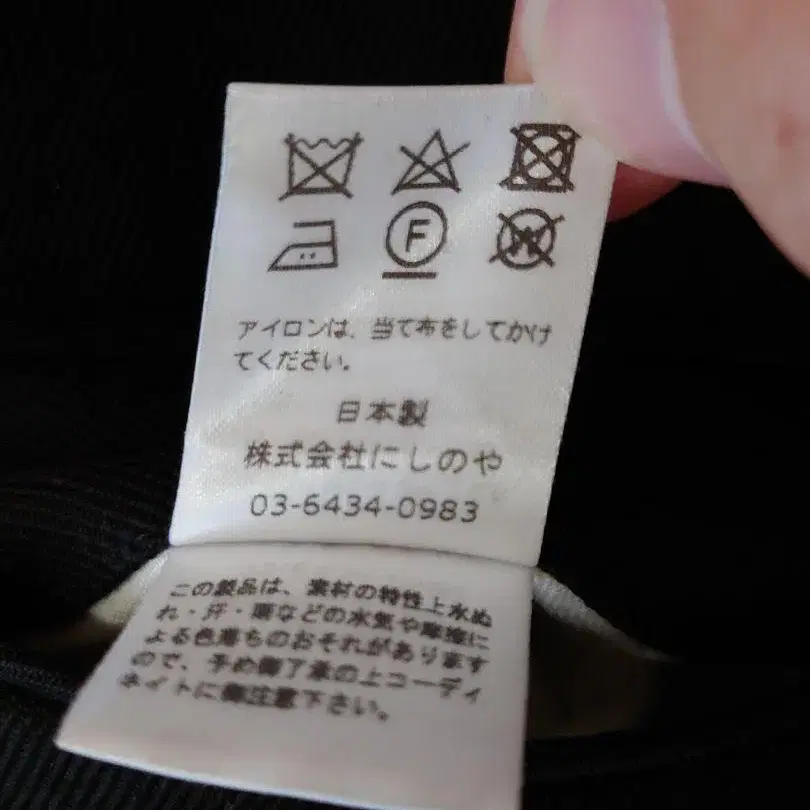 F
W
アイロンは、当て布をしてかけ
てください。
日本製
株式会社にしのや
03-6434-0983
この製品は、素材の特性上水ぬ
れ・汗・雨などの水気や摩擦に
よる色落ちのおそれがあります
ので、予め御了承の上コーディ
ネイトに御注意下さい。